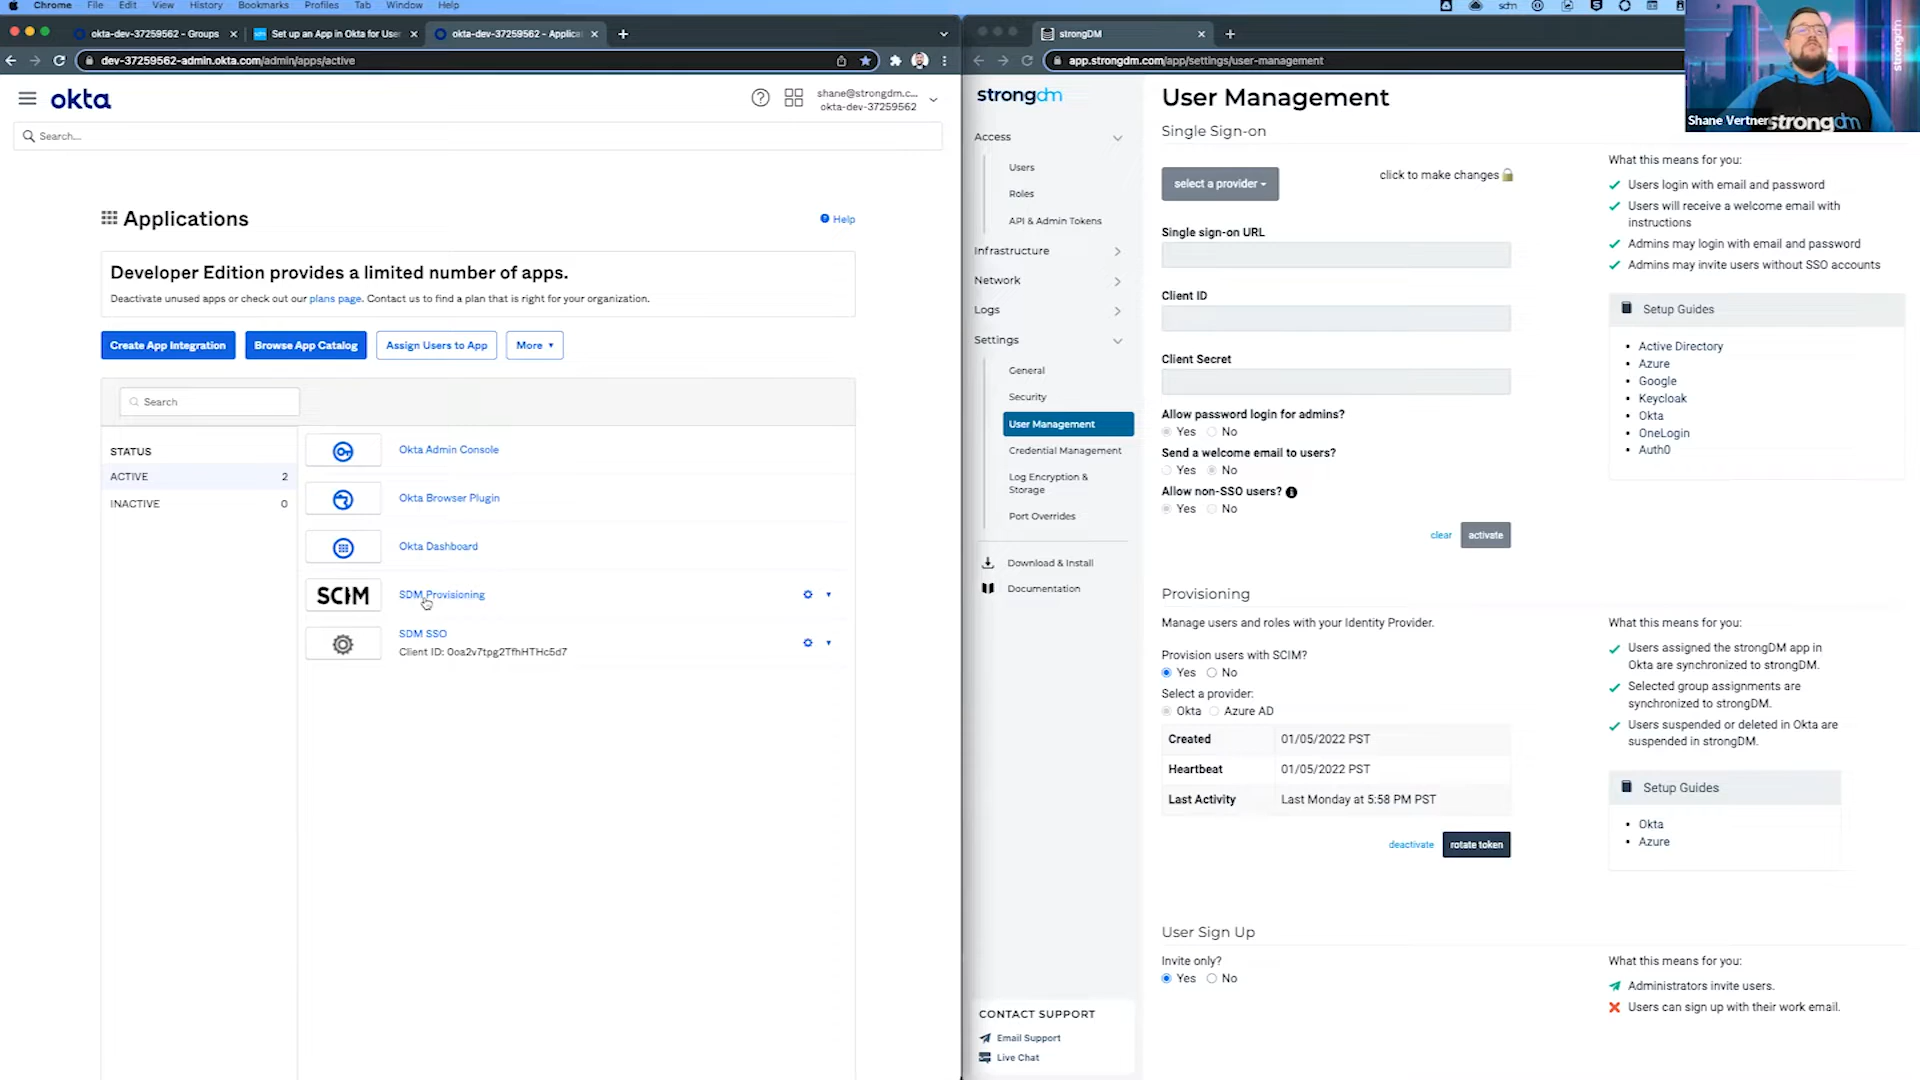 Chrome File Edit View History Bookmarks Profiles Tab Window Help
sdm
okta-dev-37259562 - Groups
Set up an App in Okta for User
okta-dev-37259562 - Applica
strongDM
dev-37259562-admin.okta.com/admin/apps/active
app.strongdm.com/app/settings/user-management
okta
shane@strongdm.c...
okta-dev-37259562
Search...
Applications
Help
Developer Edition provides a limited number of apps.
Deactivate unused apps or check out our plans page. Contact us to find a plan that is right for your organization.
Create App Integration
Browse App Catalog
Assign Users to App
More
Search
STATUS
ACTIVE 2
INACTIVE 0
Okta Admin Console
Okta Browser Plugin
Okta Dashboard
SCIM
SDM Provisioning
SDM SSO
Client ID: 0oa2v7tpg2TfhHTHc5d7
strongdm
Access
Users
Roles
API & Admin Tokens
Infrastructure
Network
Logs
Settings
General
Security
User Management
Credential Management
Log Encryption &
Storage
Port Overrides
Download & Install
Documentation
CONTACT SUPPORT
Email Support
Live Chat
User Management
Single Sign-on
select a provider
click to make changes
Single sign-on URL
Client ID
Client Secret
Allow password login for admins?
Yes No
Send a welcome email to users?
Yes No
Allow non-SSO users?
Yes No
clear
activate
Provisioning
Manage users and roles with your Identity Provider.
Provision users with SCIM?
Yes No
Select a provider:
Okta Azure AD
Created 01/05/2022 PST
Heartbeat 01/05/2022 PST
Last Activity Last Monday at 5:58 PM PST
deactivate
rotate token
User Sign Up
Invite only?
Yes No
What this means for you:
Users login with email and password
Users will receive a welcome email with
instructions
Admins may login with email and password
Admins may invite users without SSO accounts
Setup Guides
Active Directory
Azure
Google
Keycloak
Okta
OneLogin
Auth0
What this means for you:
Users assigned the strongDM app in
Okta are synchronized to strongDM.
Selected group assignments are
synchronized to strongDM.
Users suspended or deleted in Okta are
suspended in strongDM.
Setup Guides
Okta
Azure
What this means for you:
Administrators invite users.
Users can sign up with their work email.
Shane Vertner
strongdm
strongdm